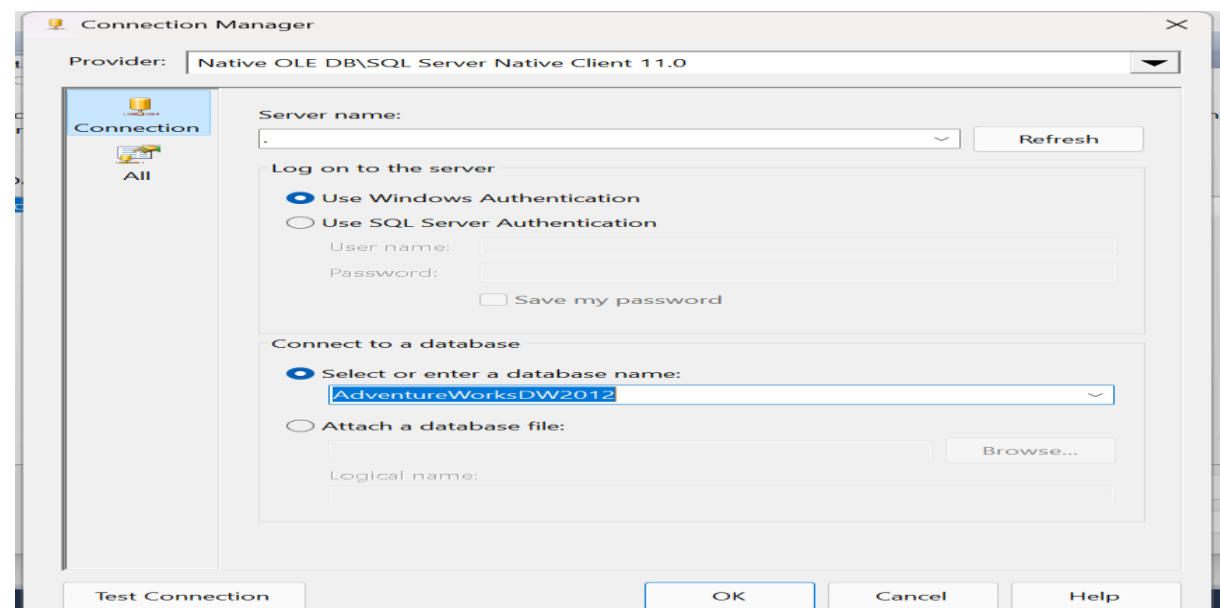 Connection Manager
Provider: Native OLE DB\SQL Server Native Client 11.0
Connection
All
Server name:
.
Refresh
Log on to the server
Use Windows Authentication
Use SQL Server Authentication
User name:
Password:
Save my password
Connect to a database
Select or enter a database name:
AdventureWorksDW2012
Attach a database file:
Browse...
Logical name:
Test Connection OK Cancel Help